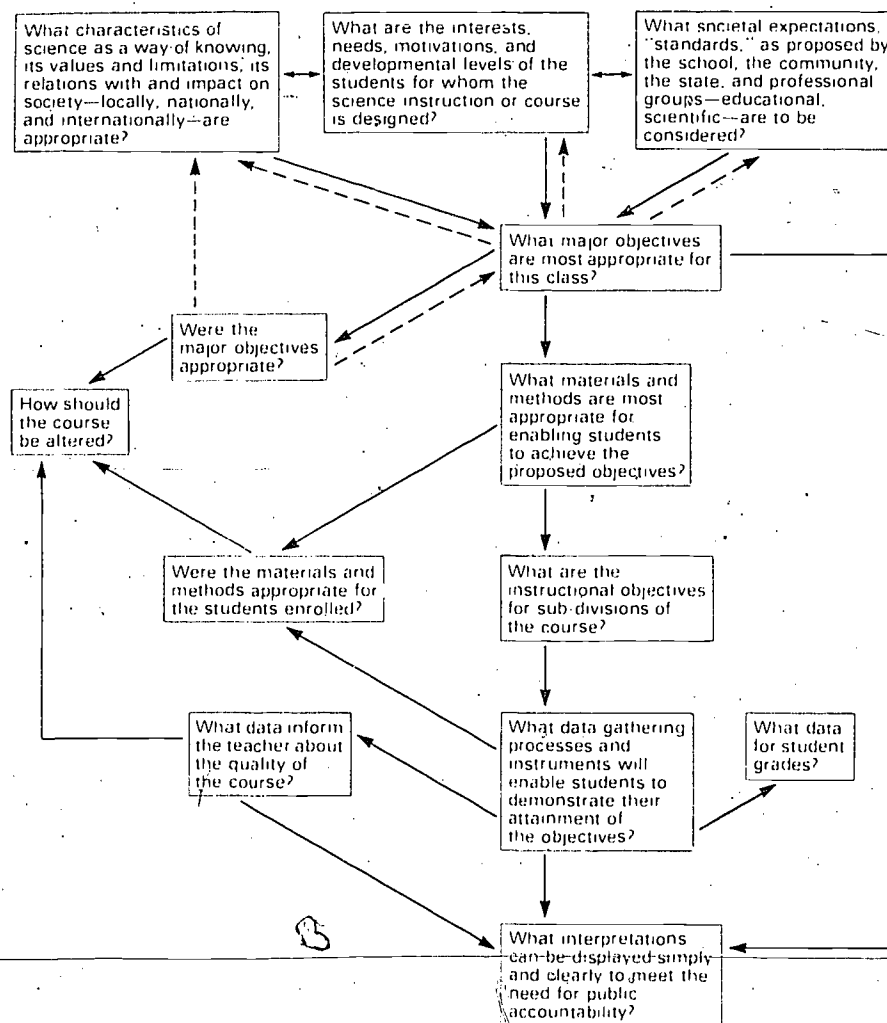 What characteristics of
science as a way of knowing,
its values and limitations, its
relations with and impact on
society—locally, nationally,
and internationally—are
appropriate?
What are the interests,
needs, motivations, and
developmental levels of the
students for whom the
science instruction or course
is designed?
What societal expectations,
"standards," as proposed by
the school, the community,
the state, and professional
groups—educational,
scientific—are to be
considered?
What major objectives
are most appropriate for
this class?
Were the
major objectives
appropriate?
How should
the course
be altered?
What materials and
methods are most
appropriate for
enabling students
to achieve the
proposed objectives?
Were the materials and
methods appropriate for
the students enrolled?
What are the
instructional objectives
for sub-divisions of
the course?
What data inform
the teacher about
the quality of
the course?
What data gathering
processes and
instruments will
enable students to
demonstrate their
attainment of
the objectives?
What data
for student
grades?
What interpretations
can be displayed simply
and clearly to meet the
need for public
accountability?